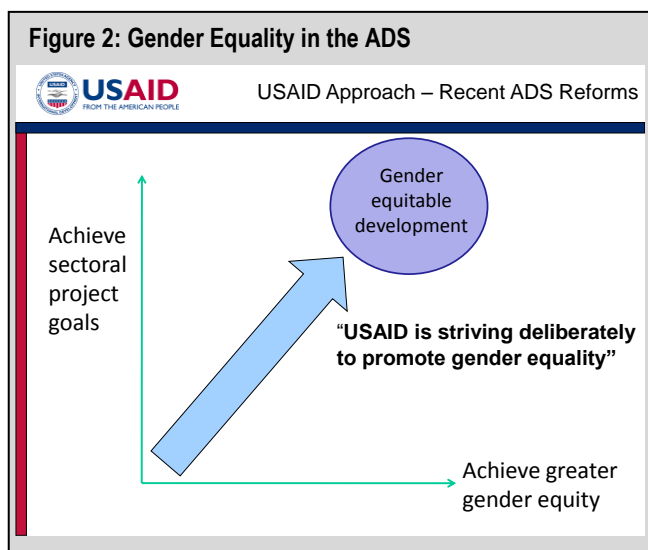 Figure 2: Gender Equality in the ADS
USAID
FROM THE AMERICAN PEOPLE
USAID Approach – Recent ADS Reforms
Gender
equitable
development
Achieve
sectoral
project
goals
“USAID is striving deliberately
to promote gender equality”
Achieve greater
gender equity